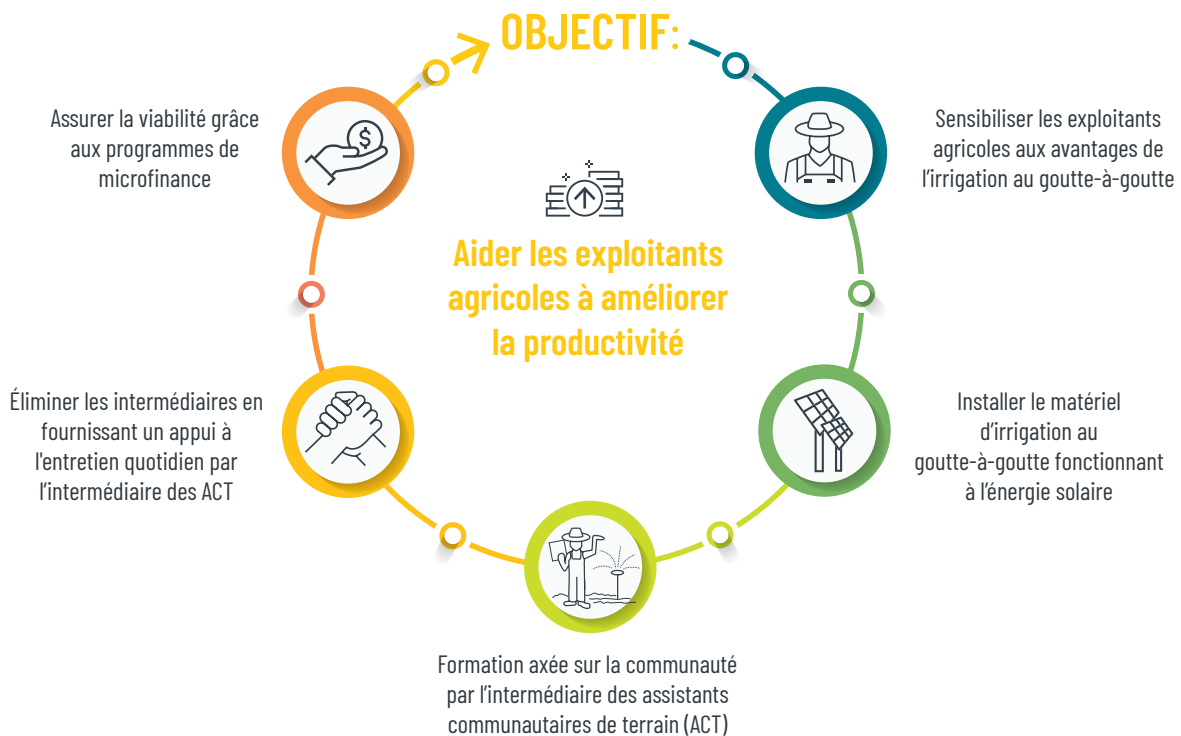 OBJECTIF:
Aider les exploitants
agricoles à améliorer
la productivité
Sensibiliser les exploitants
agricoles aux avantages de
l’irrigation au goutte-à-goutte
Installer le matériel
d’irrigation au
goutte-à-goutte fonctionnant
à l’énergie solaire
Formation axée sur la communauté
par l’intermédiaire des assistants
communautaires de terrain (ACT)
Éliminer les intermédiaires en
fournissant un appui à
l'entretien quotidien par
l’intermédiaire des ACT
Assurer la viabilité grâce
aux programmes de
microfinance
$